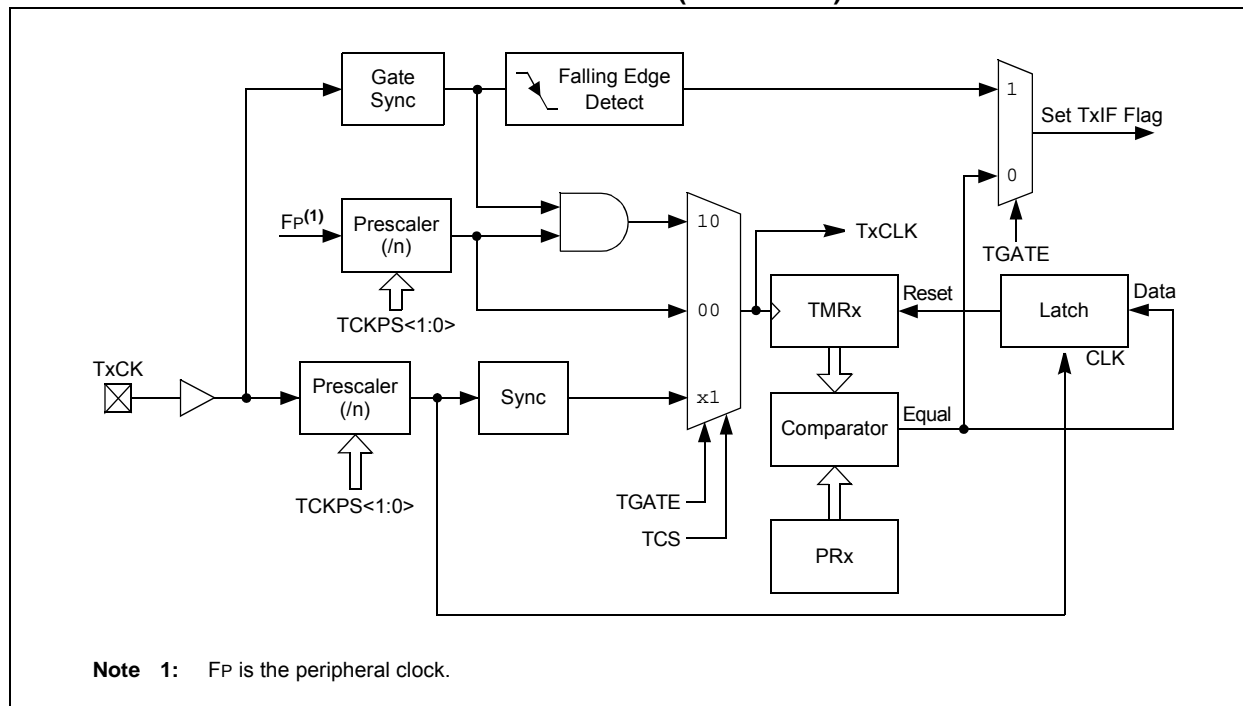 Gate
Sync
Falling Edge
Detect
1
Set TxIF Flag
0
FP(1)
Prescaler
(/n)
10
TxCLK
TGATE
TCKPS<1:0>
00
TMRx
Reset
Latch
Data
CLK
TxCK
Prescaler
(/n)
Sync
x1
Comparator
Equal
TCKPS<1:0>
TGATE
TCS
PRx
Note 1: FP is the peripheral clock.